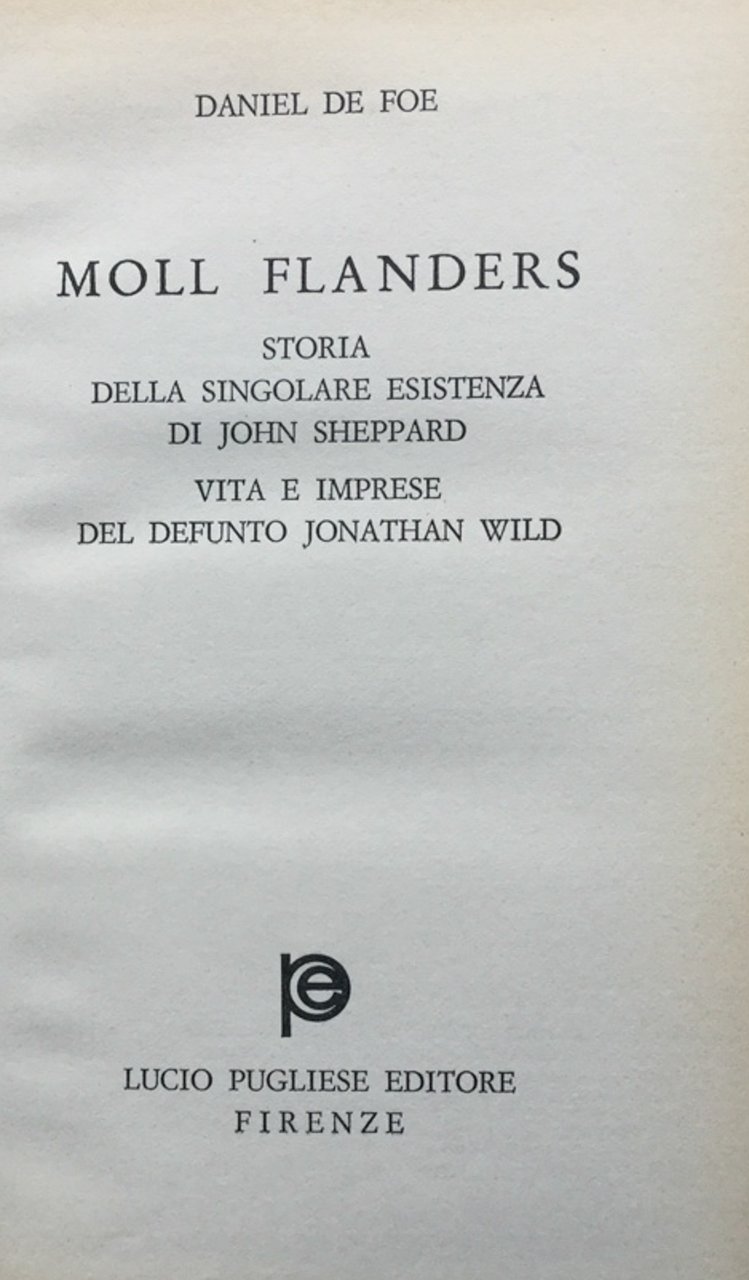 DANIEL DE FOE
MOLL FLANDERS
STORIA
DELLA SINGOLARE ESISTENZA
DI JOHN SHEPPARD
VITA E IMPRESE
DEL DEFUNTO JONATHAN WILD
pe
LUCIO PUGLIESE EDITORE
FIRENZE